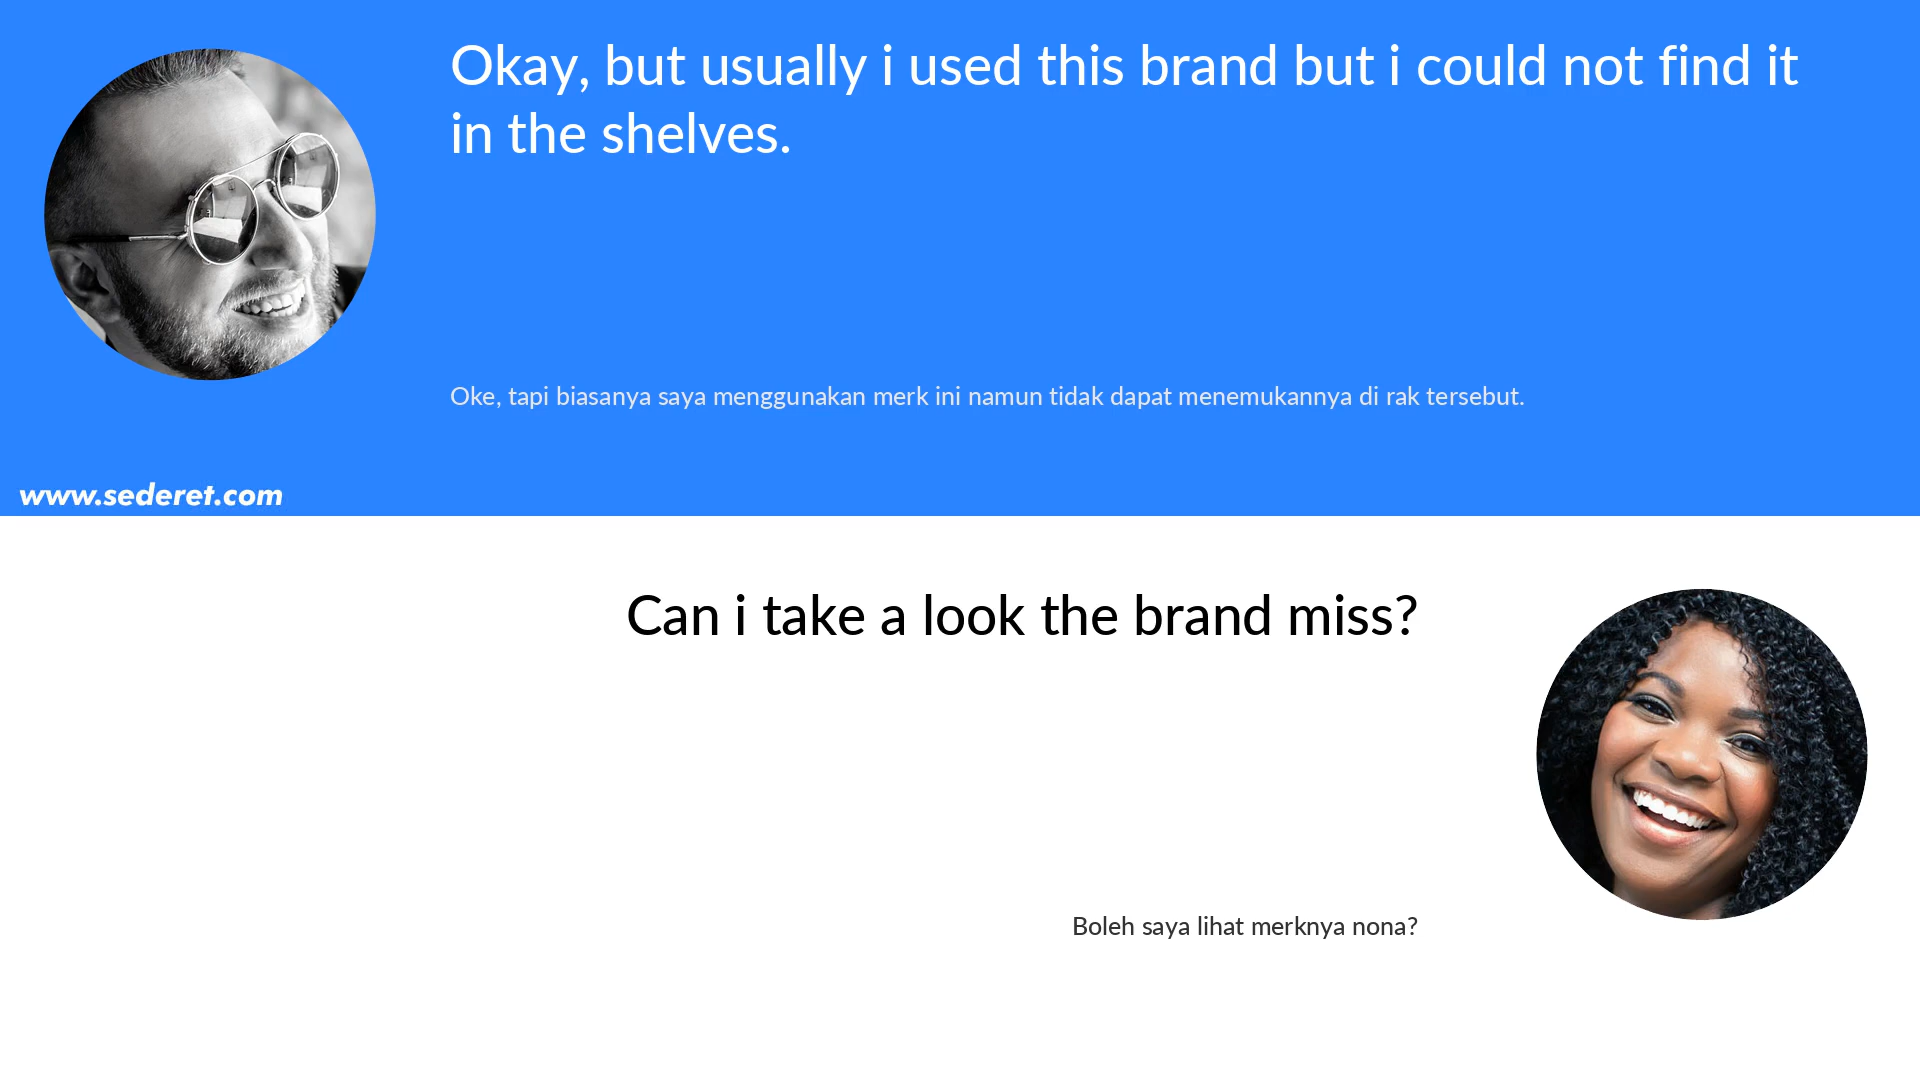 Okay, but usually i used this brand but i could not find it
in the shelves.
Oke, tapi biasanya saya menggunakan merk ini namun tidak dapat menemukannya di rak tersebut.
www.sederet.com
Can i take a look the brand miss?
Boleh saya lihat merknya nona?